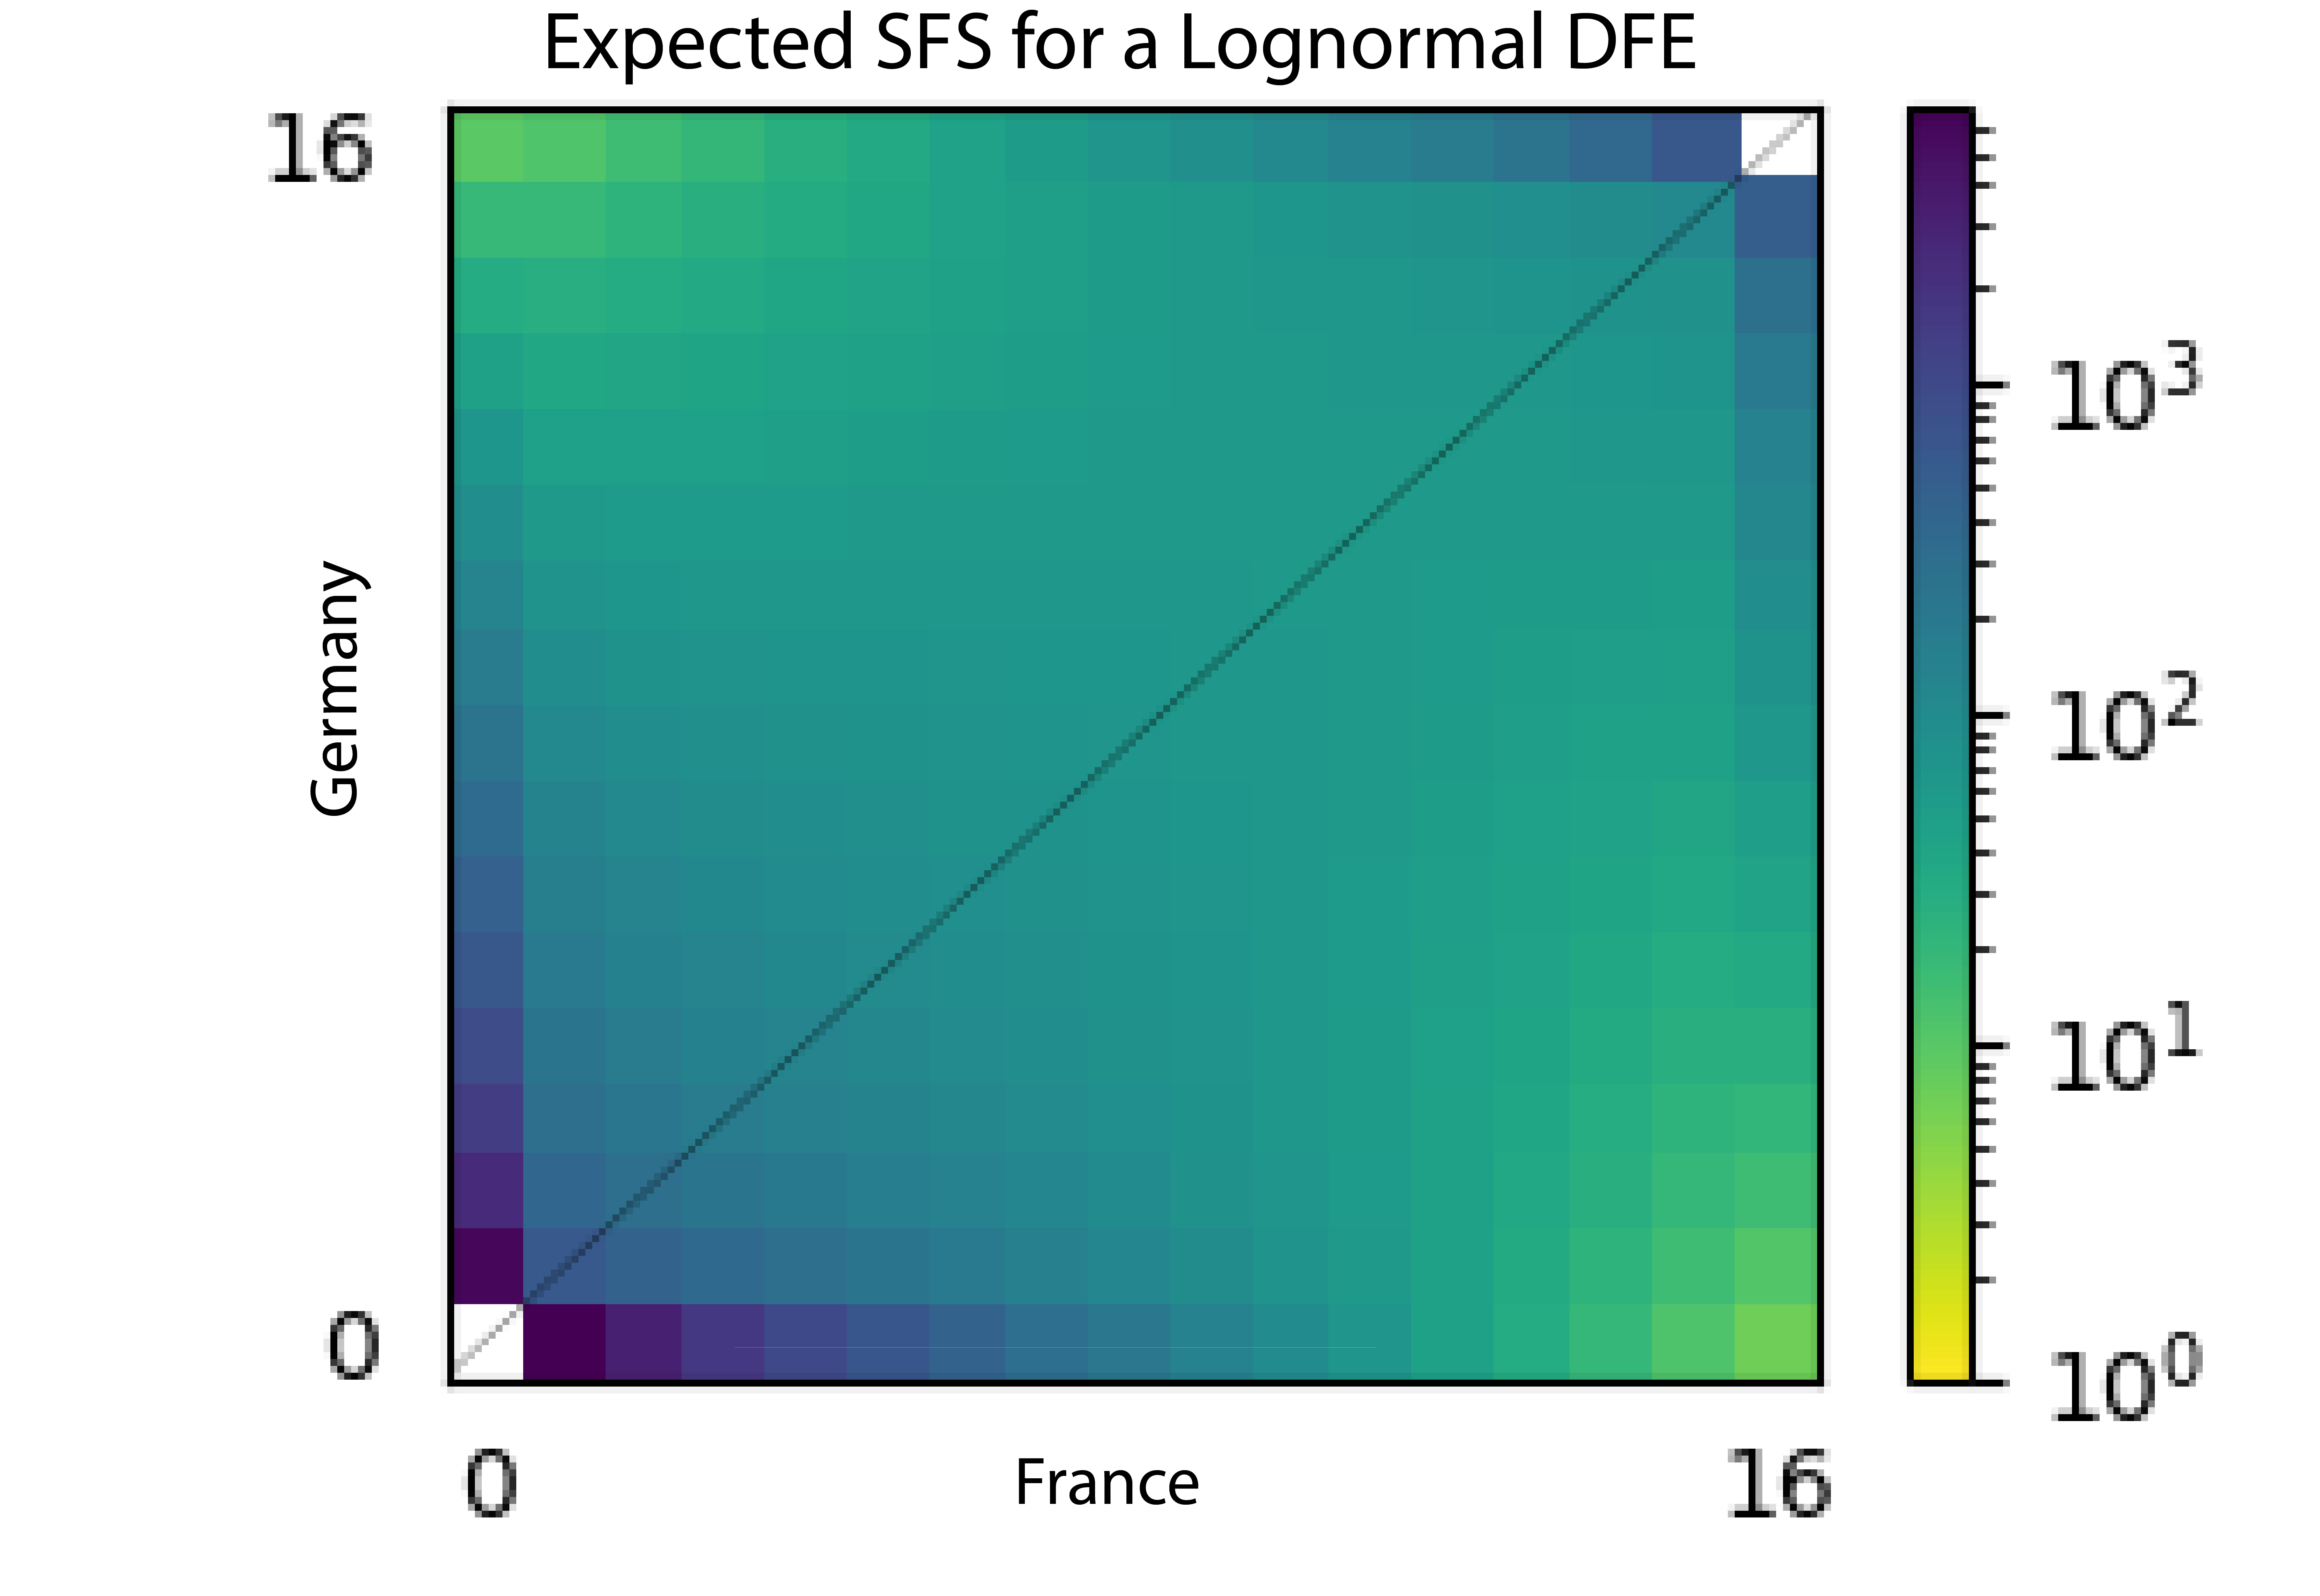 Expected SFS for a Lognormal DFE
16
Germany
0
0
France
16
10³
10²
10¹
10⁰